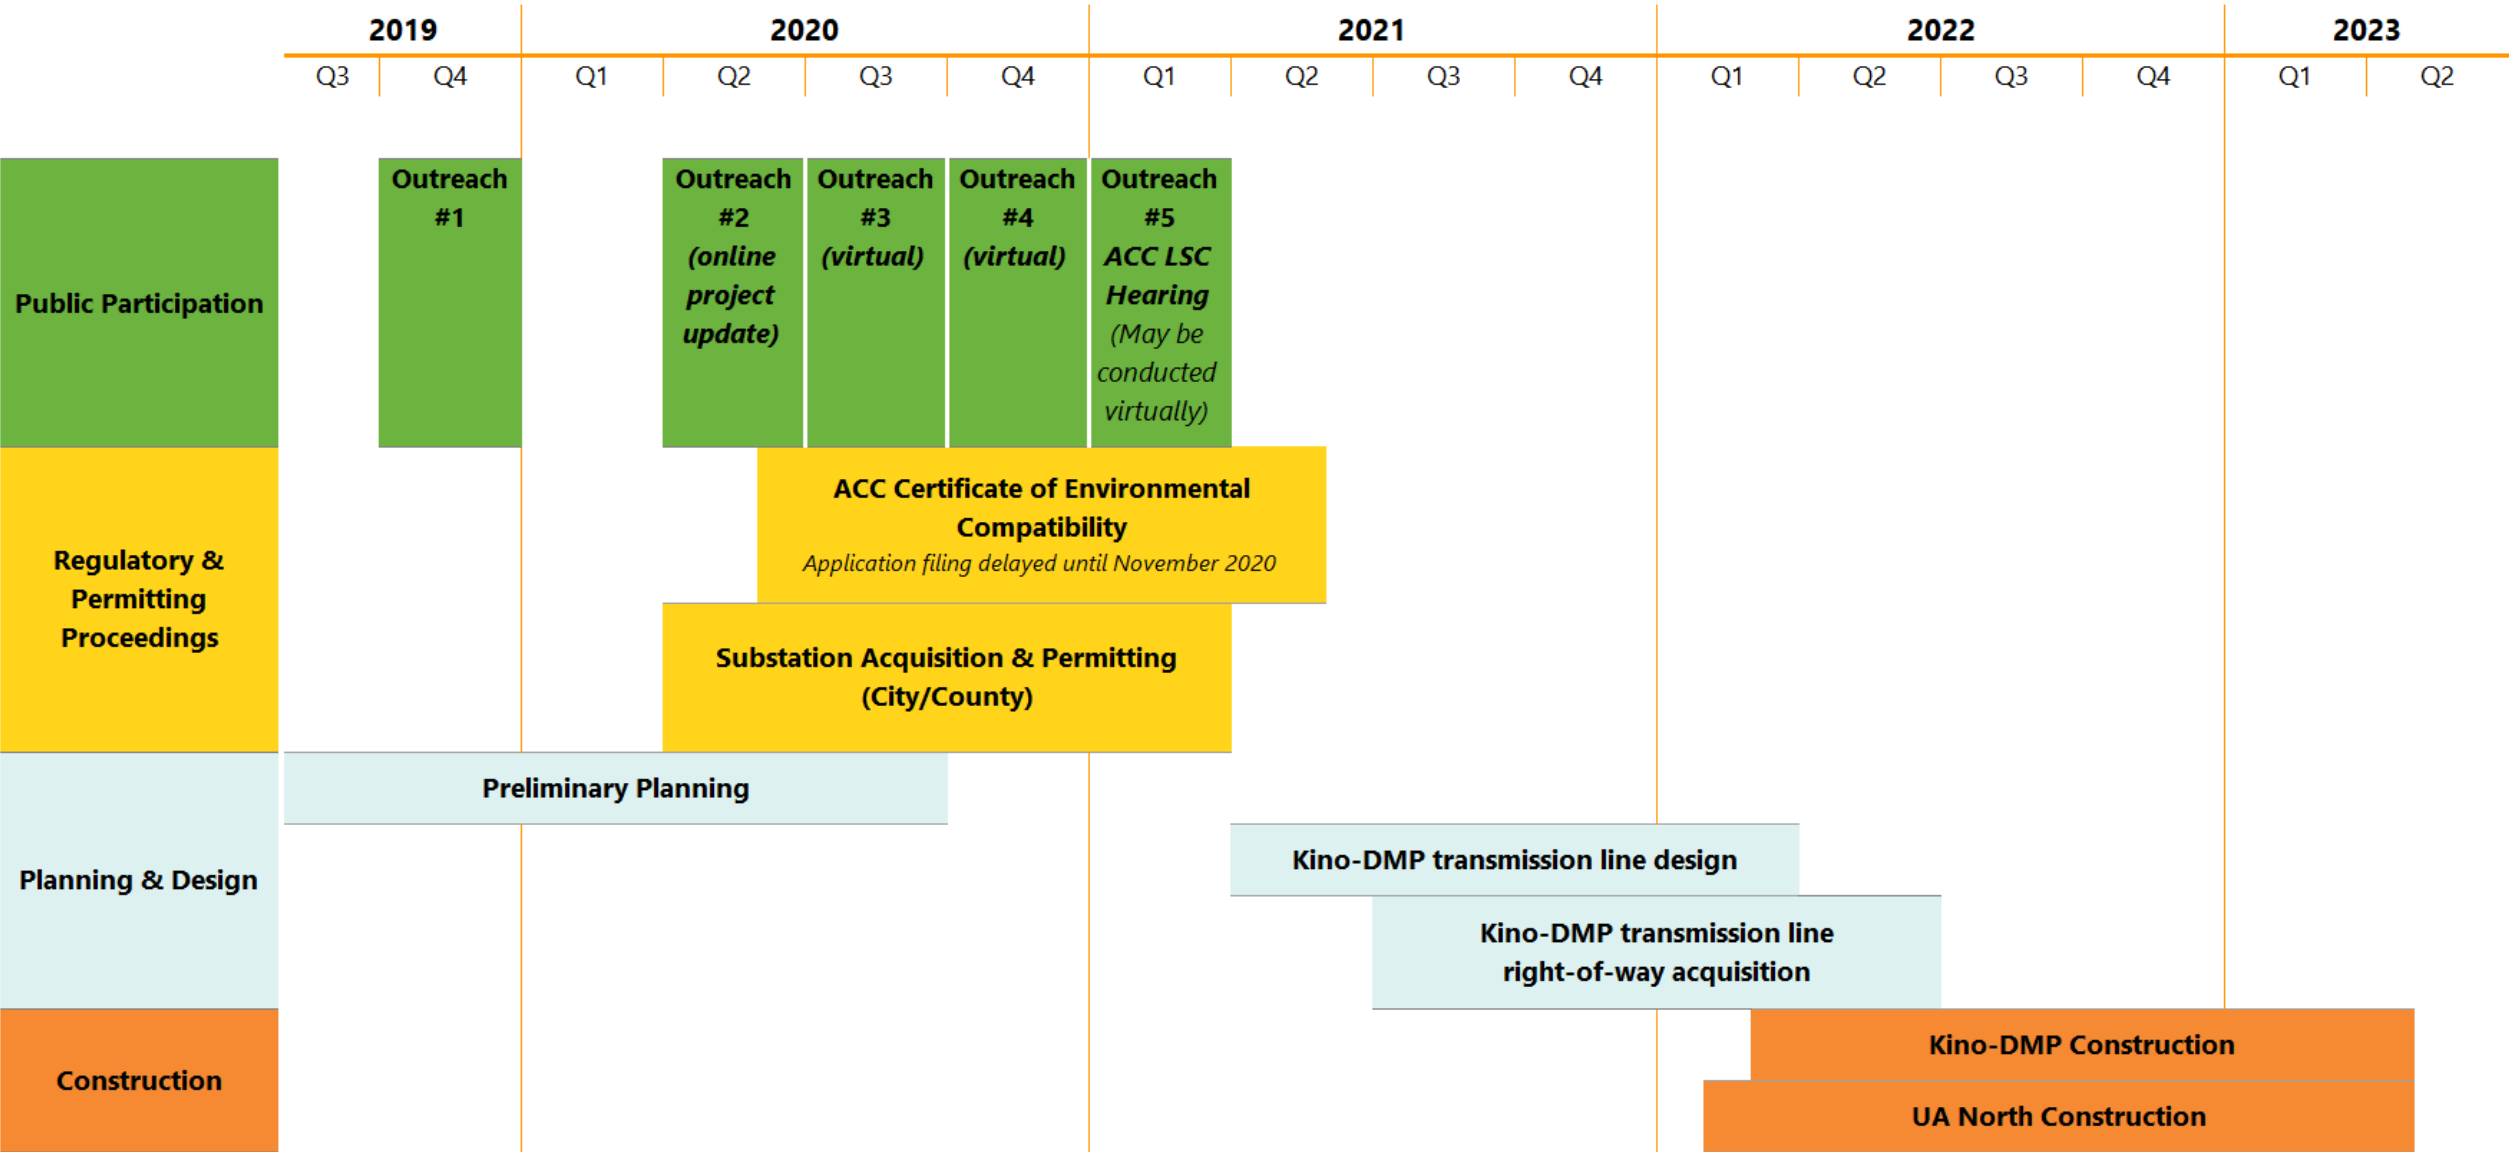 2019 2020 2021 2022 2023
Q3 Q4 Q1 Q2 Q3 Q4 Q1 Q2 Q3 Q4 Q1 Q2 Q3 Q4 Q1 Q2
Public Participation
Outreach
#1
Outreach
#2
(online
project
update)
Outreach
#3
(virtual)
Outreach
#4
(virtual)
Outreach
#5
ACC LSC
Hearing
(May be
conducted
virtually)
Regulatory &
Permitting
Proceedings
ACC Certificate of Environmental
Compatibility
Application filing delayed until November 2020
Substation Acquisition & Permitting
(City/County)
Planning & Design
Preliminary Planning
Kino-DMP transmission line design
Kino-DMP transmission line
right-of-way acquisition
Construction
Kino-DMP Construction
UA North Construction